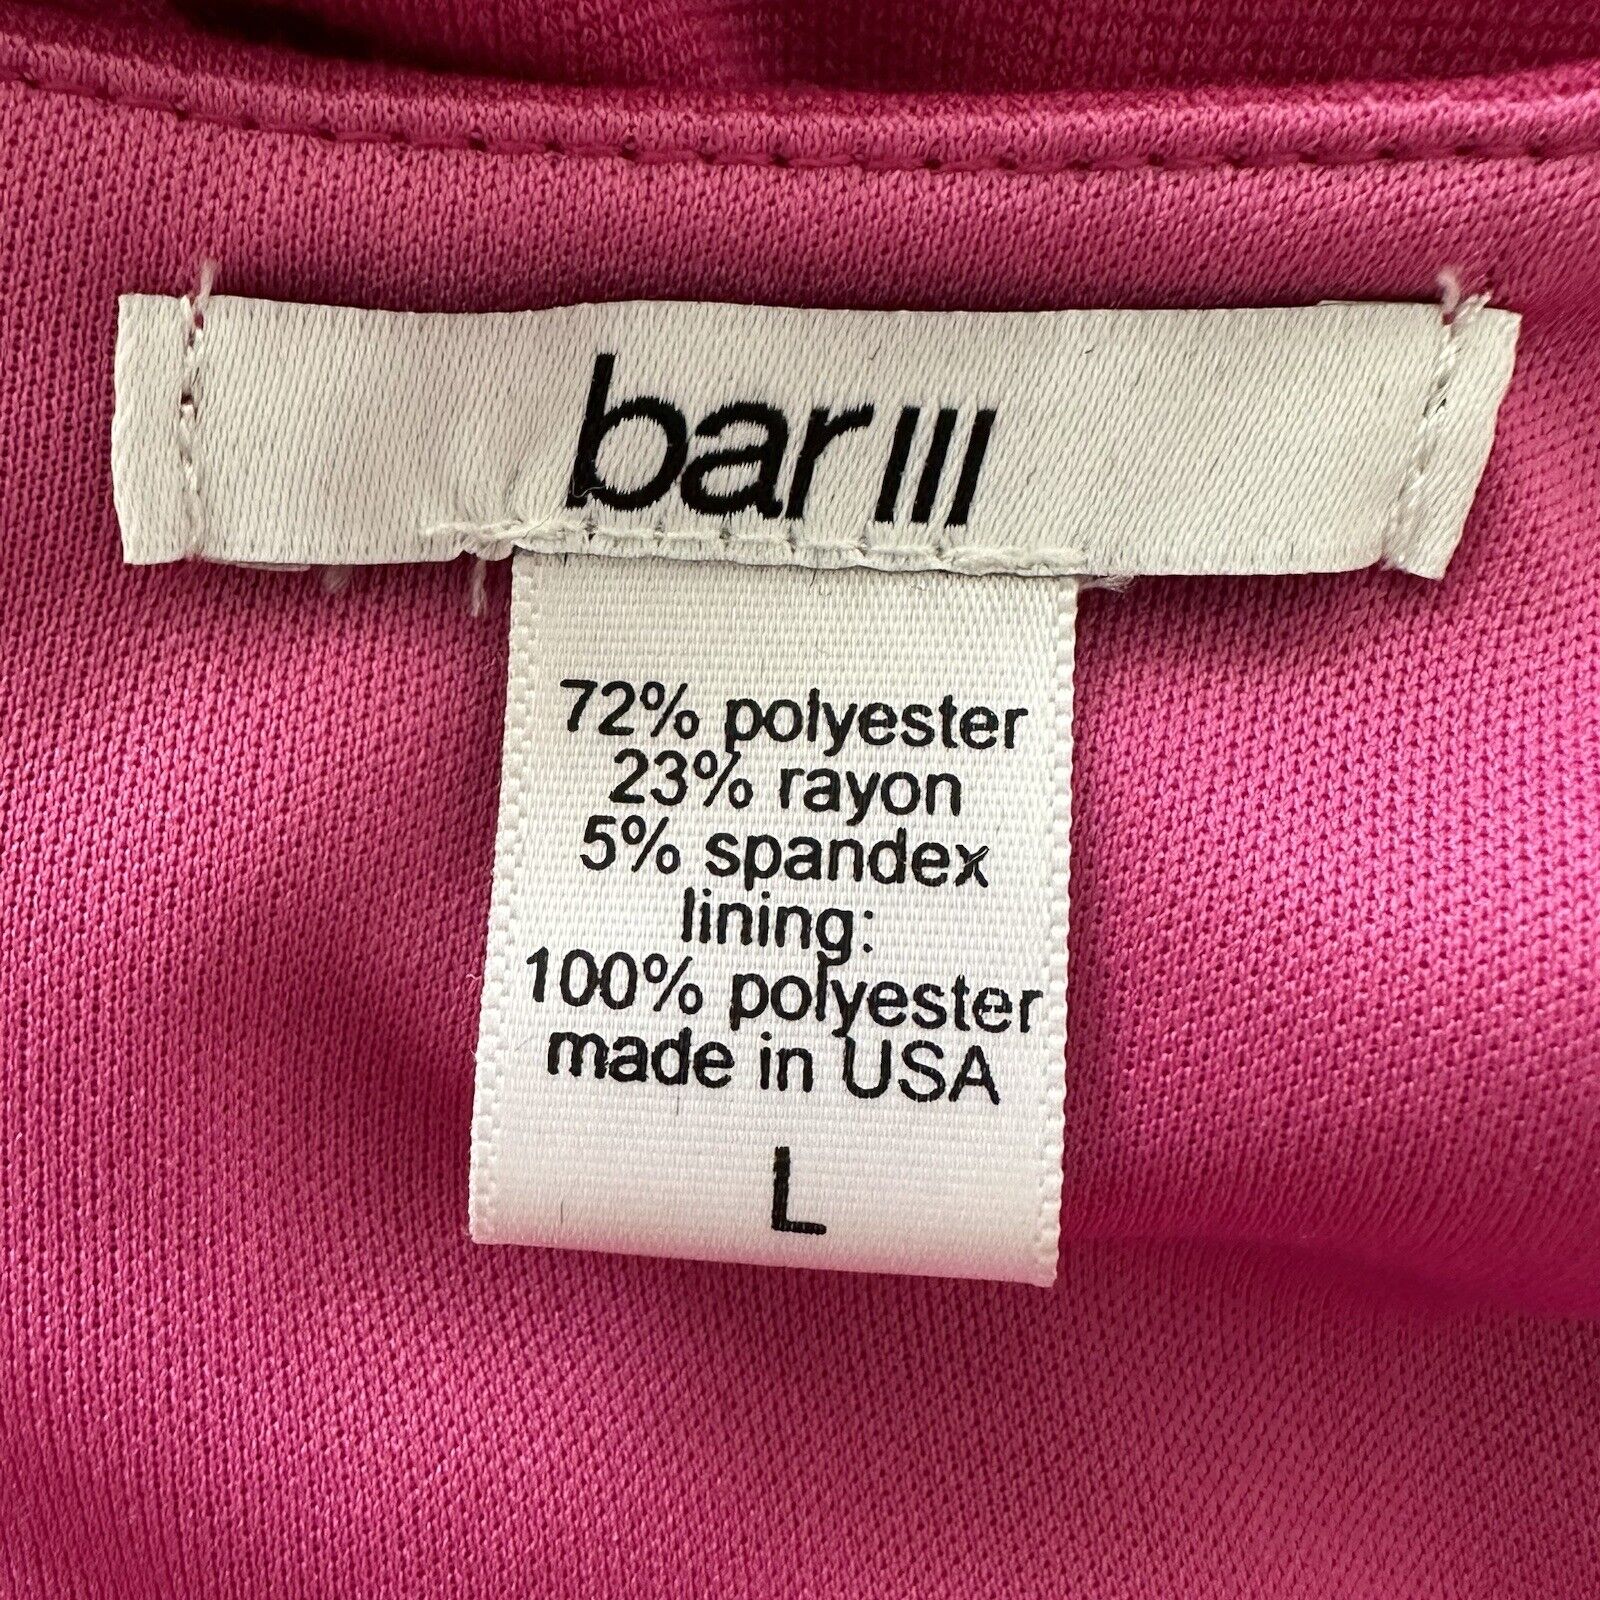 bar III
72% polyester
23% rayon
5% spandex
lining:
100% polyester
made in USA
L